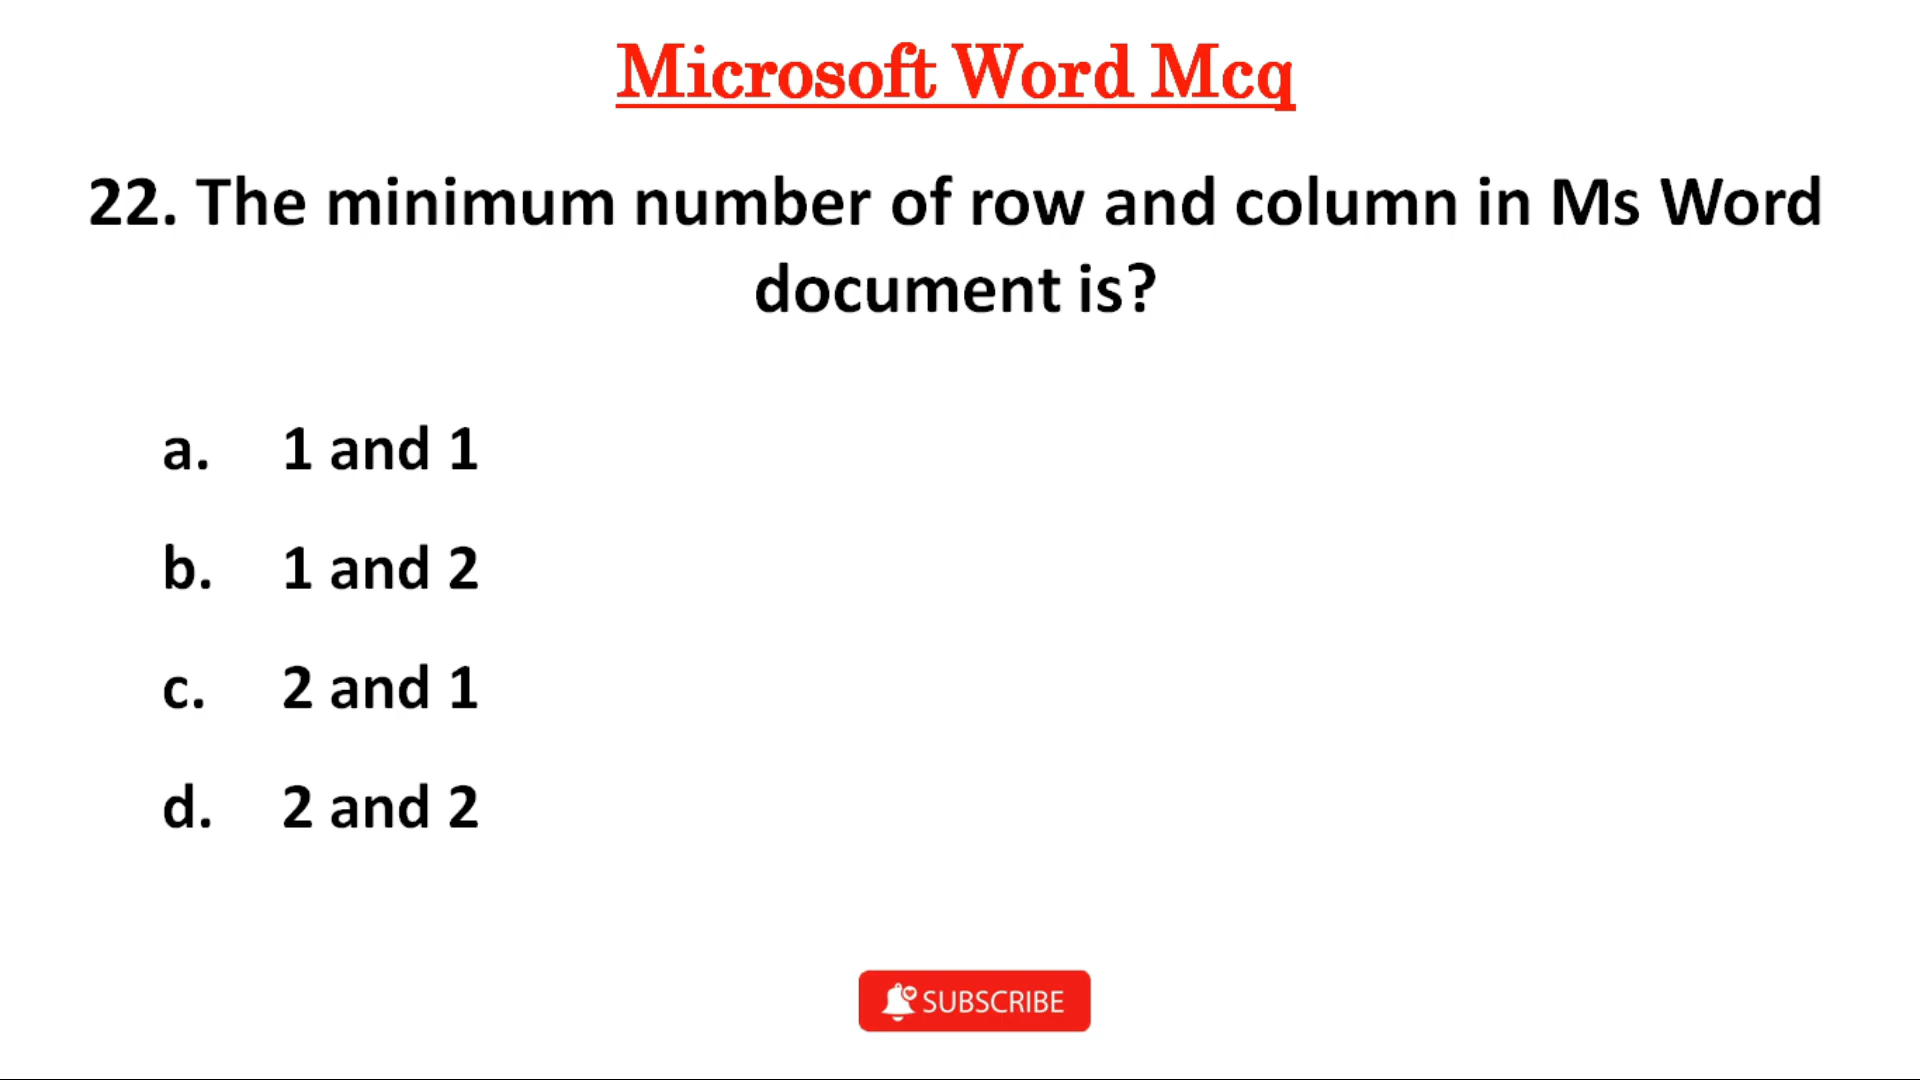 Microsoft Word Mcq
22. The minimum number of row and column in Ms Word
document is?
a. 1 and 1
b. 1 and 2
c. 2 and 1
d. 2 and 2
SUBSCRIBE